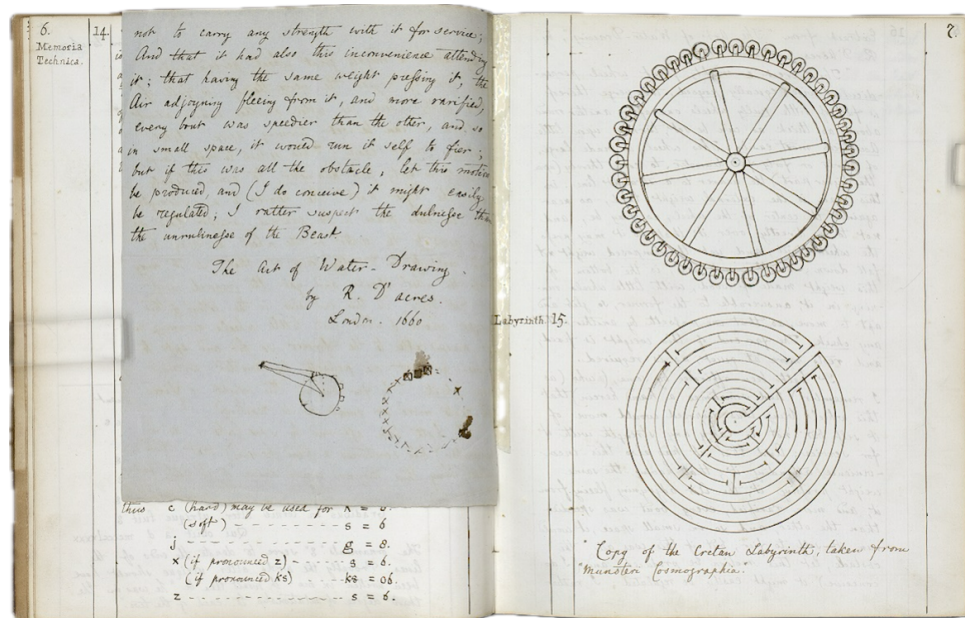 6.
Memoria
Technica.
14.
not to carry any strength with it for service;
And that it had also this inconvenience attending
it; that having the same weight pressing it, the
Air adjoyning fleeing from it, and more rarified,
every bout was speedier than the other, and so
in small space, it would run it self to fier;
but if this was all the obstacle, let this motion
be produced, and (I do conceive) it might easily
be regulated; I rather suspect the dulnesse than
the unrulinesse of the Beast
The Art of Water-Drawing
by R. D'acres.
London. 1660
thus c (hard) may be used for K = 8.
(soft) - - - - - - - - - s = 6
j - - - - - - - - - - - - g = 8.
x (if pronounced z) - - - - s = 6.
(if pronounced ks) - - - - ks = 06.
z - - - - - - - - - - - - s = 6.
7
Labyrinth 15.
"Copy of the Cretan Labyrinth, taken from
"Munsteri Cosmographia".